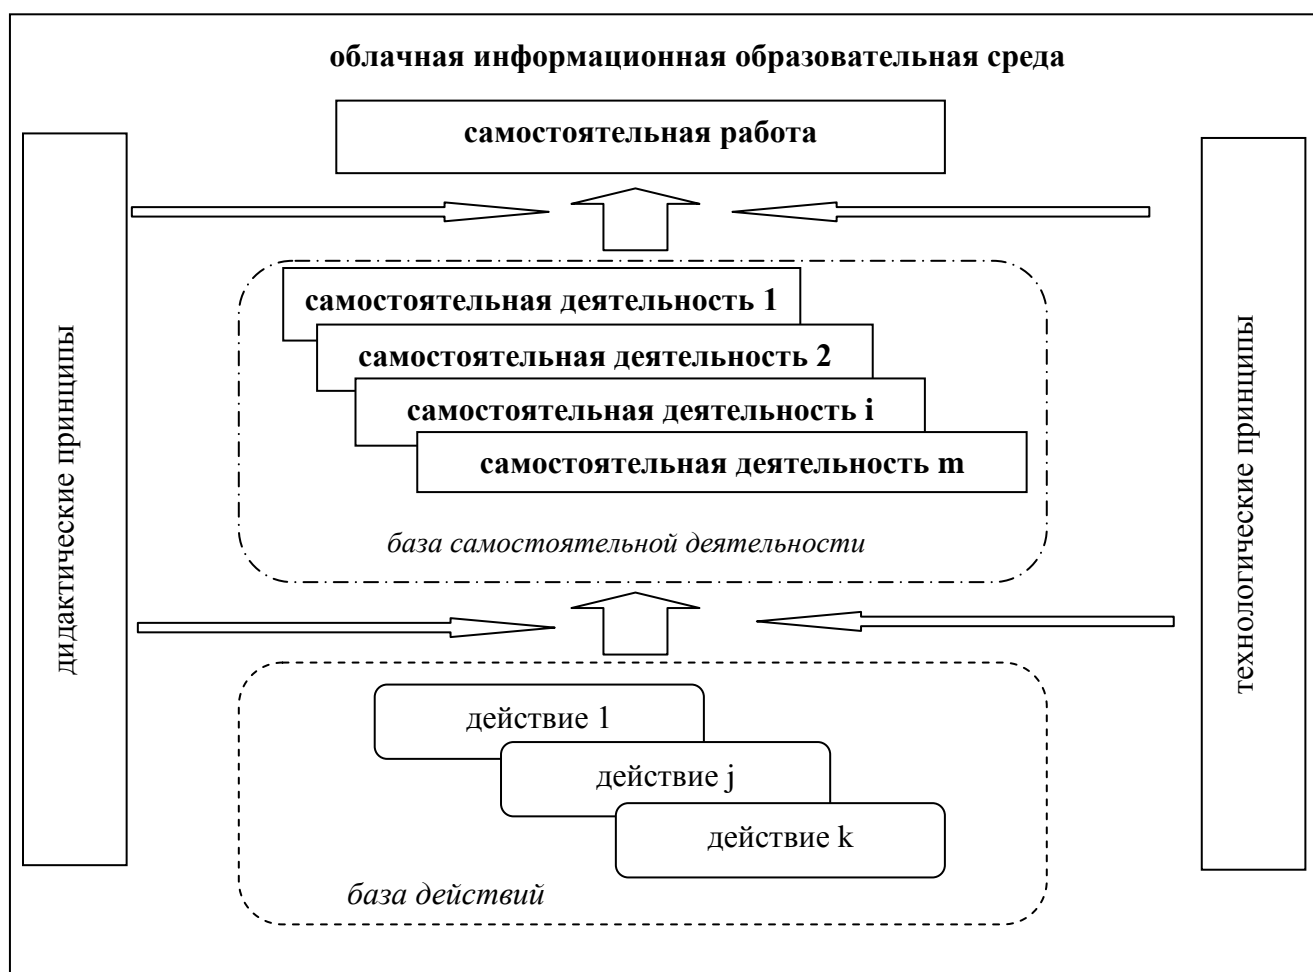 облачная информационная образовательная среда
самостоятельная работа
дидактические принципы
технологические принципы
самостоятельная деятельность 1
самостоятельная деятельность 2
самостоятельная деятельность i
самостоятельная деятельность m
база самостоятельной деятельности
действие 1
действие j
действие k
база действий